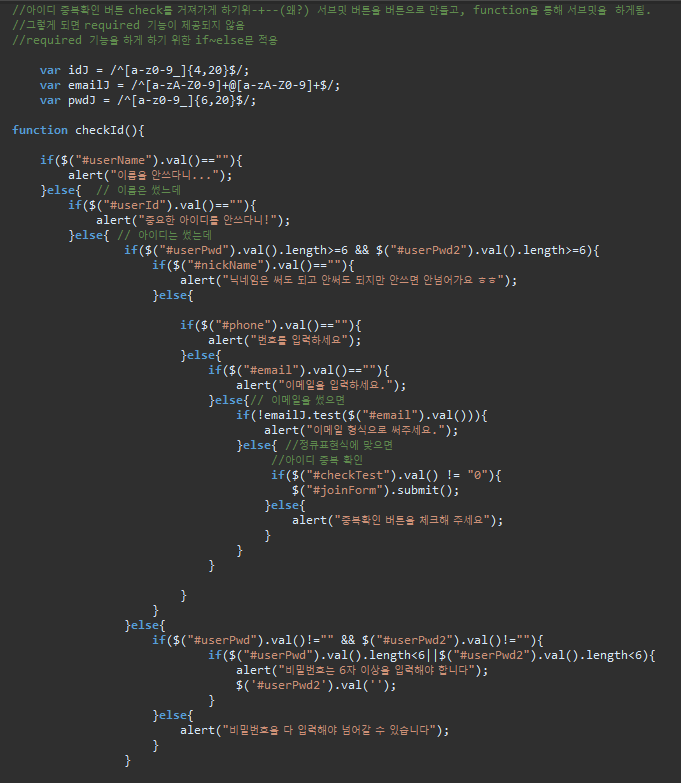 //아이디 중복확인 버튼 check를 거져가게 하기위-+--(왜?) 서브밋 버튼을 버튼으로 만들고, function을 통해 서브밋을 하게됨.
//그렇게 되면 required 기능이 제공되지 않음
//required 기능을 하게 하기 위한 if~else문 적용
var idJ = /^[a-z0-9_]{4,20}$/;
var emailJ = /^[a-zA-Z0-9]+@[a-zA-Z0-9]+$/;
var pwdJ = /^[a-z0-9_]{6,20}$/;
function checkId(){
if($("#userName").val()==""){
alert("이름을 안쓰다니...");
}else{ // 이름은 썼느데
if($("#userId").val()==""){
alert("중요한 아이디를 안쓰다니!");
}else{ // 아이디는 썼는데
if($("#userPwd").val().length>=6 && $("#userPwd2").val().length>=6){
if($("#nickName").val()==""){
alert("닉네임은 써도 되고 안써도 되지만 안쓰면 안넘어가요 ㅎㅎ");
}else{
if($("#phone").val()==""){
alert("번호를 입력하세요");
}else{
if($("#email").val()==""){
alert("이메일을 입력하세요.");
}else{// 이메일을 썼으면
if(!emailJ.test($("#email").val())){
alert("이메일 형식으로 써주세요.");
}else{ //정큐표현식에 맞으면
//아이디 중복 확인
if($("#checkTest").val() != "0"){
$("#joinForm").submit();
}else{
alert("중복확인 버튼을 체크해 주세요");
}
}
}
}
}
}else{
if($("#userPwd").val()!="" && $("#userPwd2").val()!=""){
if($("#userPwd").val().length<6||$("#userPwd2").val().length<6){
alert("비밀번호는 6자 이상을 입력해야 합니다");
$('#userPwd2').val('');
}
}else{
alert("비밀번호을 다 입력해야 넘어갈 수 있습니다");
}
}